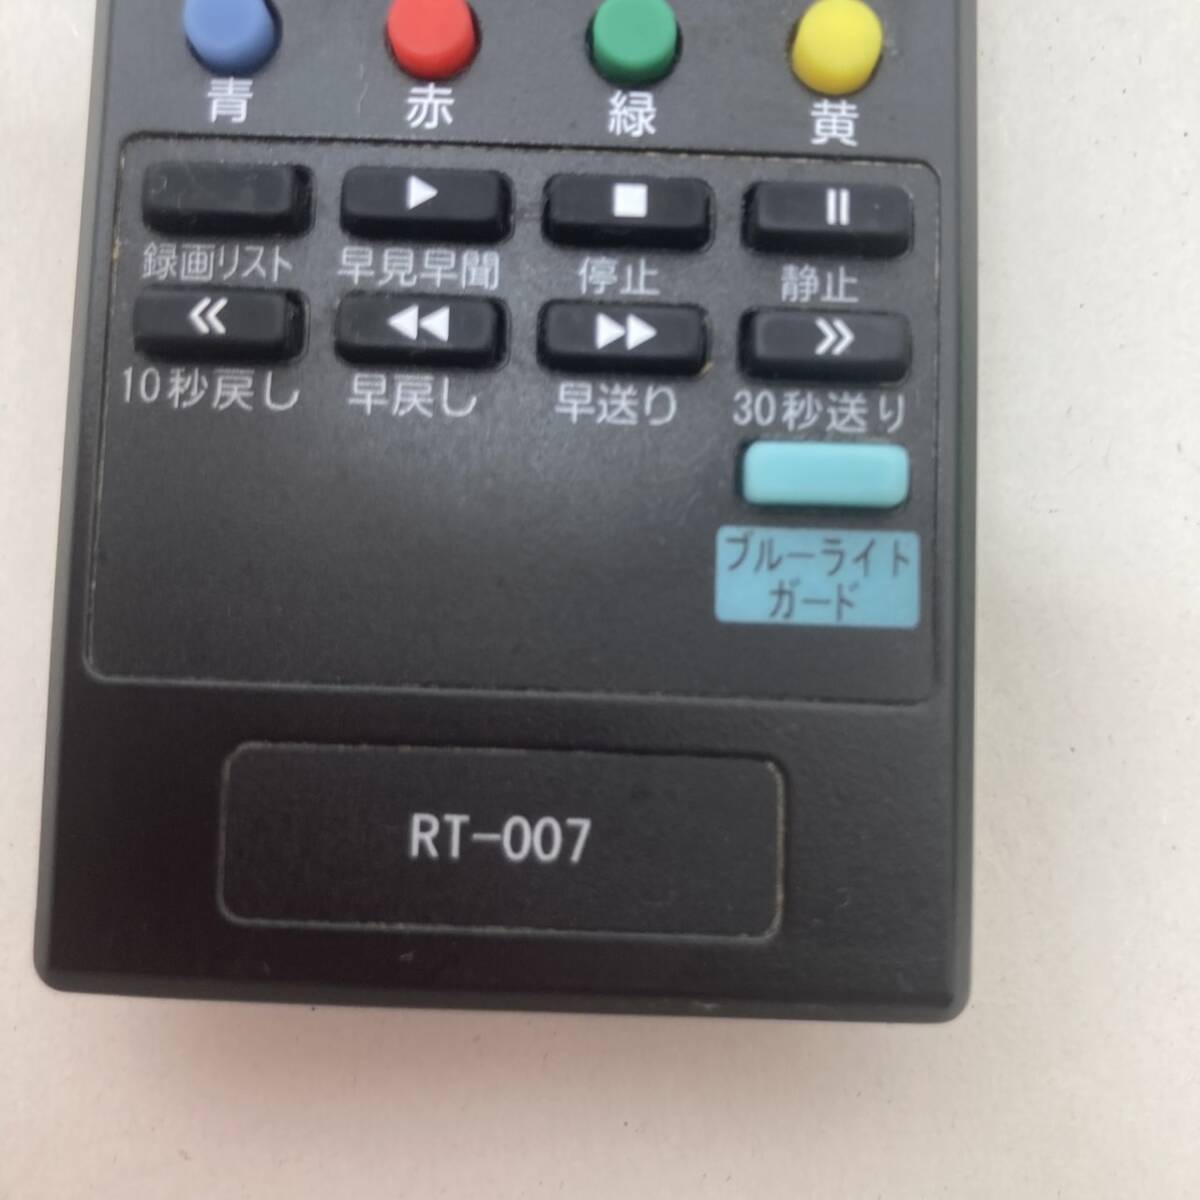 青 赤 緑 黄
録画リスト 早見早聞 停止 静止
10秒戻し 早戻し 早送り 30秒送り
ブルーライト
ガード
RT-007